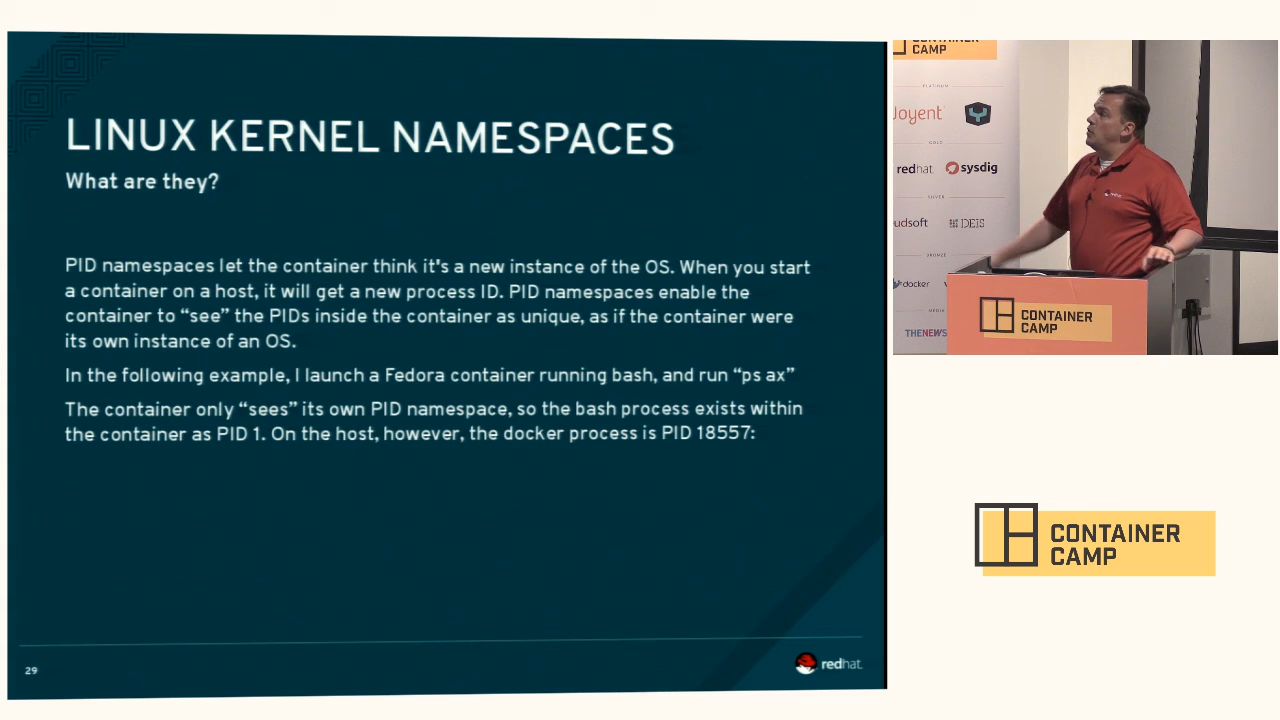 LINUX KERNEL NAMESPACES
What are they?
PID namespaces let the container think it's a new instance of the OS. When you start
a container on a host, it will get a new process ID. PID namespaces enable the
container to “see” the PIDs inside the container as unique, as if the container were
its own instance of an OS.
In the following example, I launch a Fedora container running bash, and run “ps ax”
The container only “sees” its own PID namespace, so the bash process exists within
the container as PID 1. On the host, however, the docker process is PID 18557:
29
redhat
CAMP
PLATINUM
Joyent
GOLD
redhat
sysdig
SILVER
udsoft
DEIS
BRONZE
docker
MEDIA
THENEWS
CONTAINER
CAMP
CONTAINER
CAMP